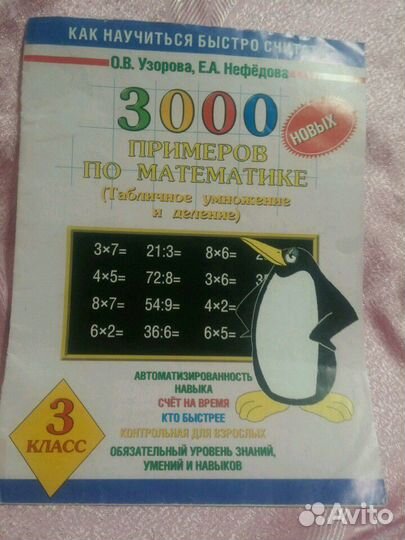 КАК НАУЧИТЬСЯ БЫСТРО
О.В. Узорова, Е.А. Нефёдова
3000
НОВЫХ
ПРИМЕРОВ
ПО МАТЕМАТИКЕ
(Табличное умножение
и деление)
3×7= 21:3= 8×6=
4×5= 72:8= 3×6=
8×7= 54:9= 4×2=
6×2= 36:6= 6×5=
АВТОМАТИЗИРОВАННОСТЬ
НАВЫКА
СЧЁТ НА ВРЕМЯ
КТО БЫСТРЕЕ
КОНТРОЛЬНАЯ ДЛЯ ВЗРОСЛЫХ
ОБЯЗАТЕЛЬНЫЙ УРОВЕНЬ ЗНАНИЙ,
УМЕНИЙ И НАВЫКОВ
3
КЛАСС
Avito